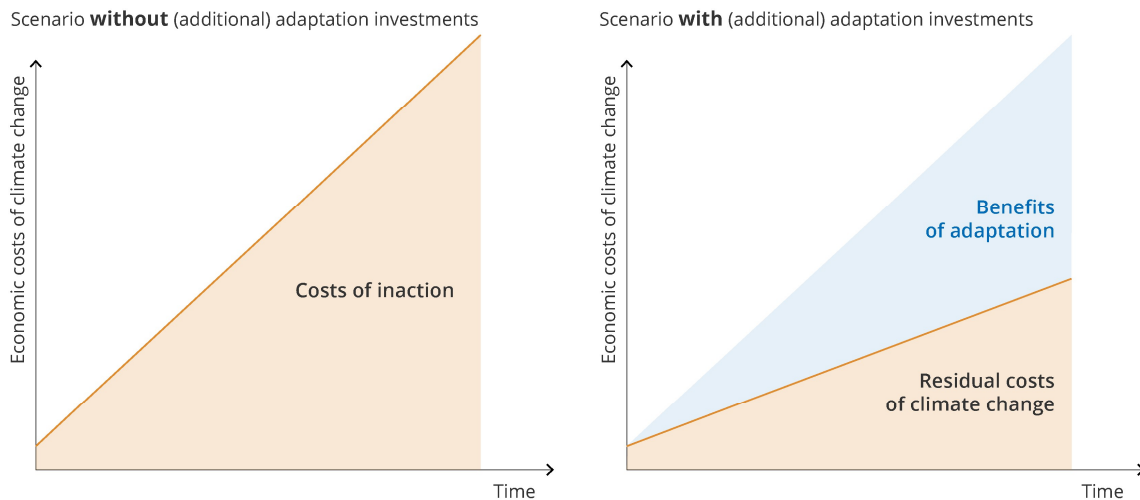 Scenario without (additional) adaptation investments
Economic costs of climate change
Costs of inaction
Time
Scenario with (additional) adaptation investments
Economic costs of climate change
Benefits
of adaptation
Residual costs
of climate change
Time